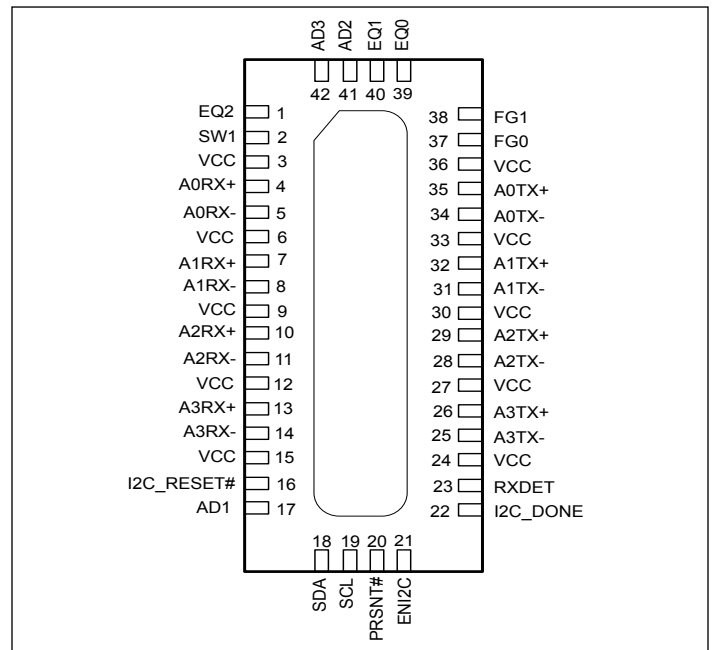 AD3 AD2 EQ1 EQ0
42 41 40 39
EQ2 1
SW1 2
VCC 3
A0RX+ 4
A0RX- 5
VCC 6
A1RX+ 7
A1RX- 8
VCC 9
A2RX+ 10
A2RX- 11
VCC 12
A3RX+ 13
A3RX- 14
VCC 15
I2C_RESET# 16
AD1 17
38 FG1
37 FG0
36 VCC
35 A0TX+
34 A0TX-
33 VCC
32 A1TX+
31 A1TX-
30 VCC
29 A2TX+
28 A2TX-
27 VCC
26 A3TX+
25 A3TX-
24 VCC
23 RXDET
22 I2C_DONE
18 19 20 21
SDA SCL PRSNT# ENI2C